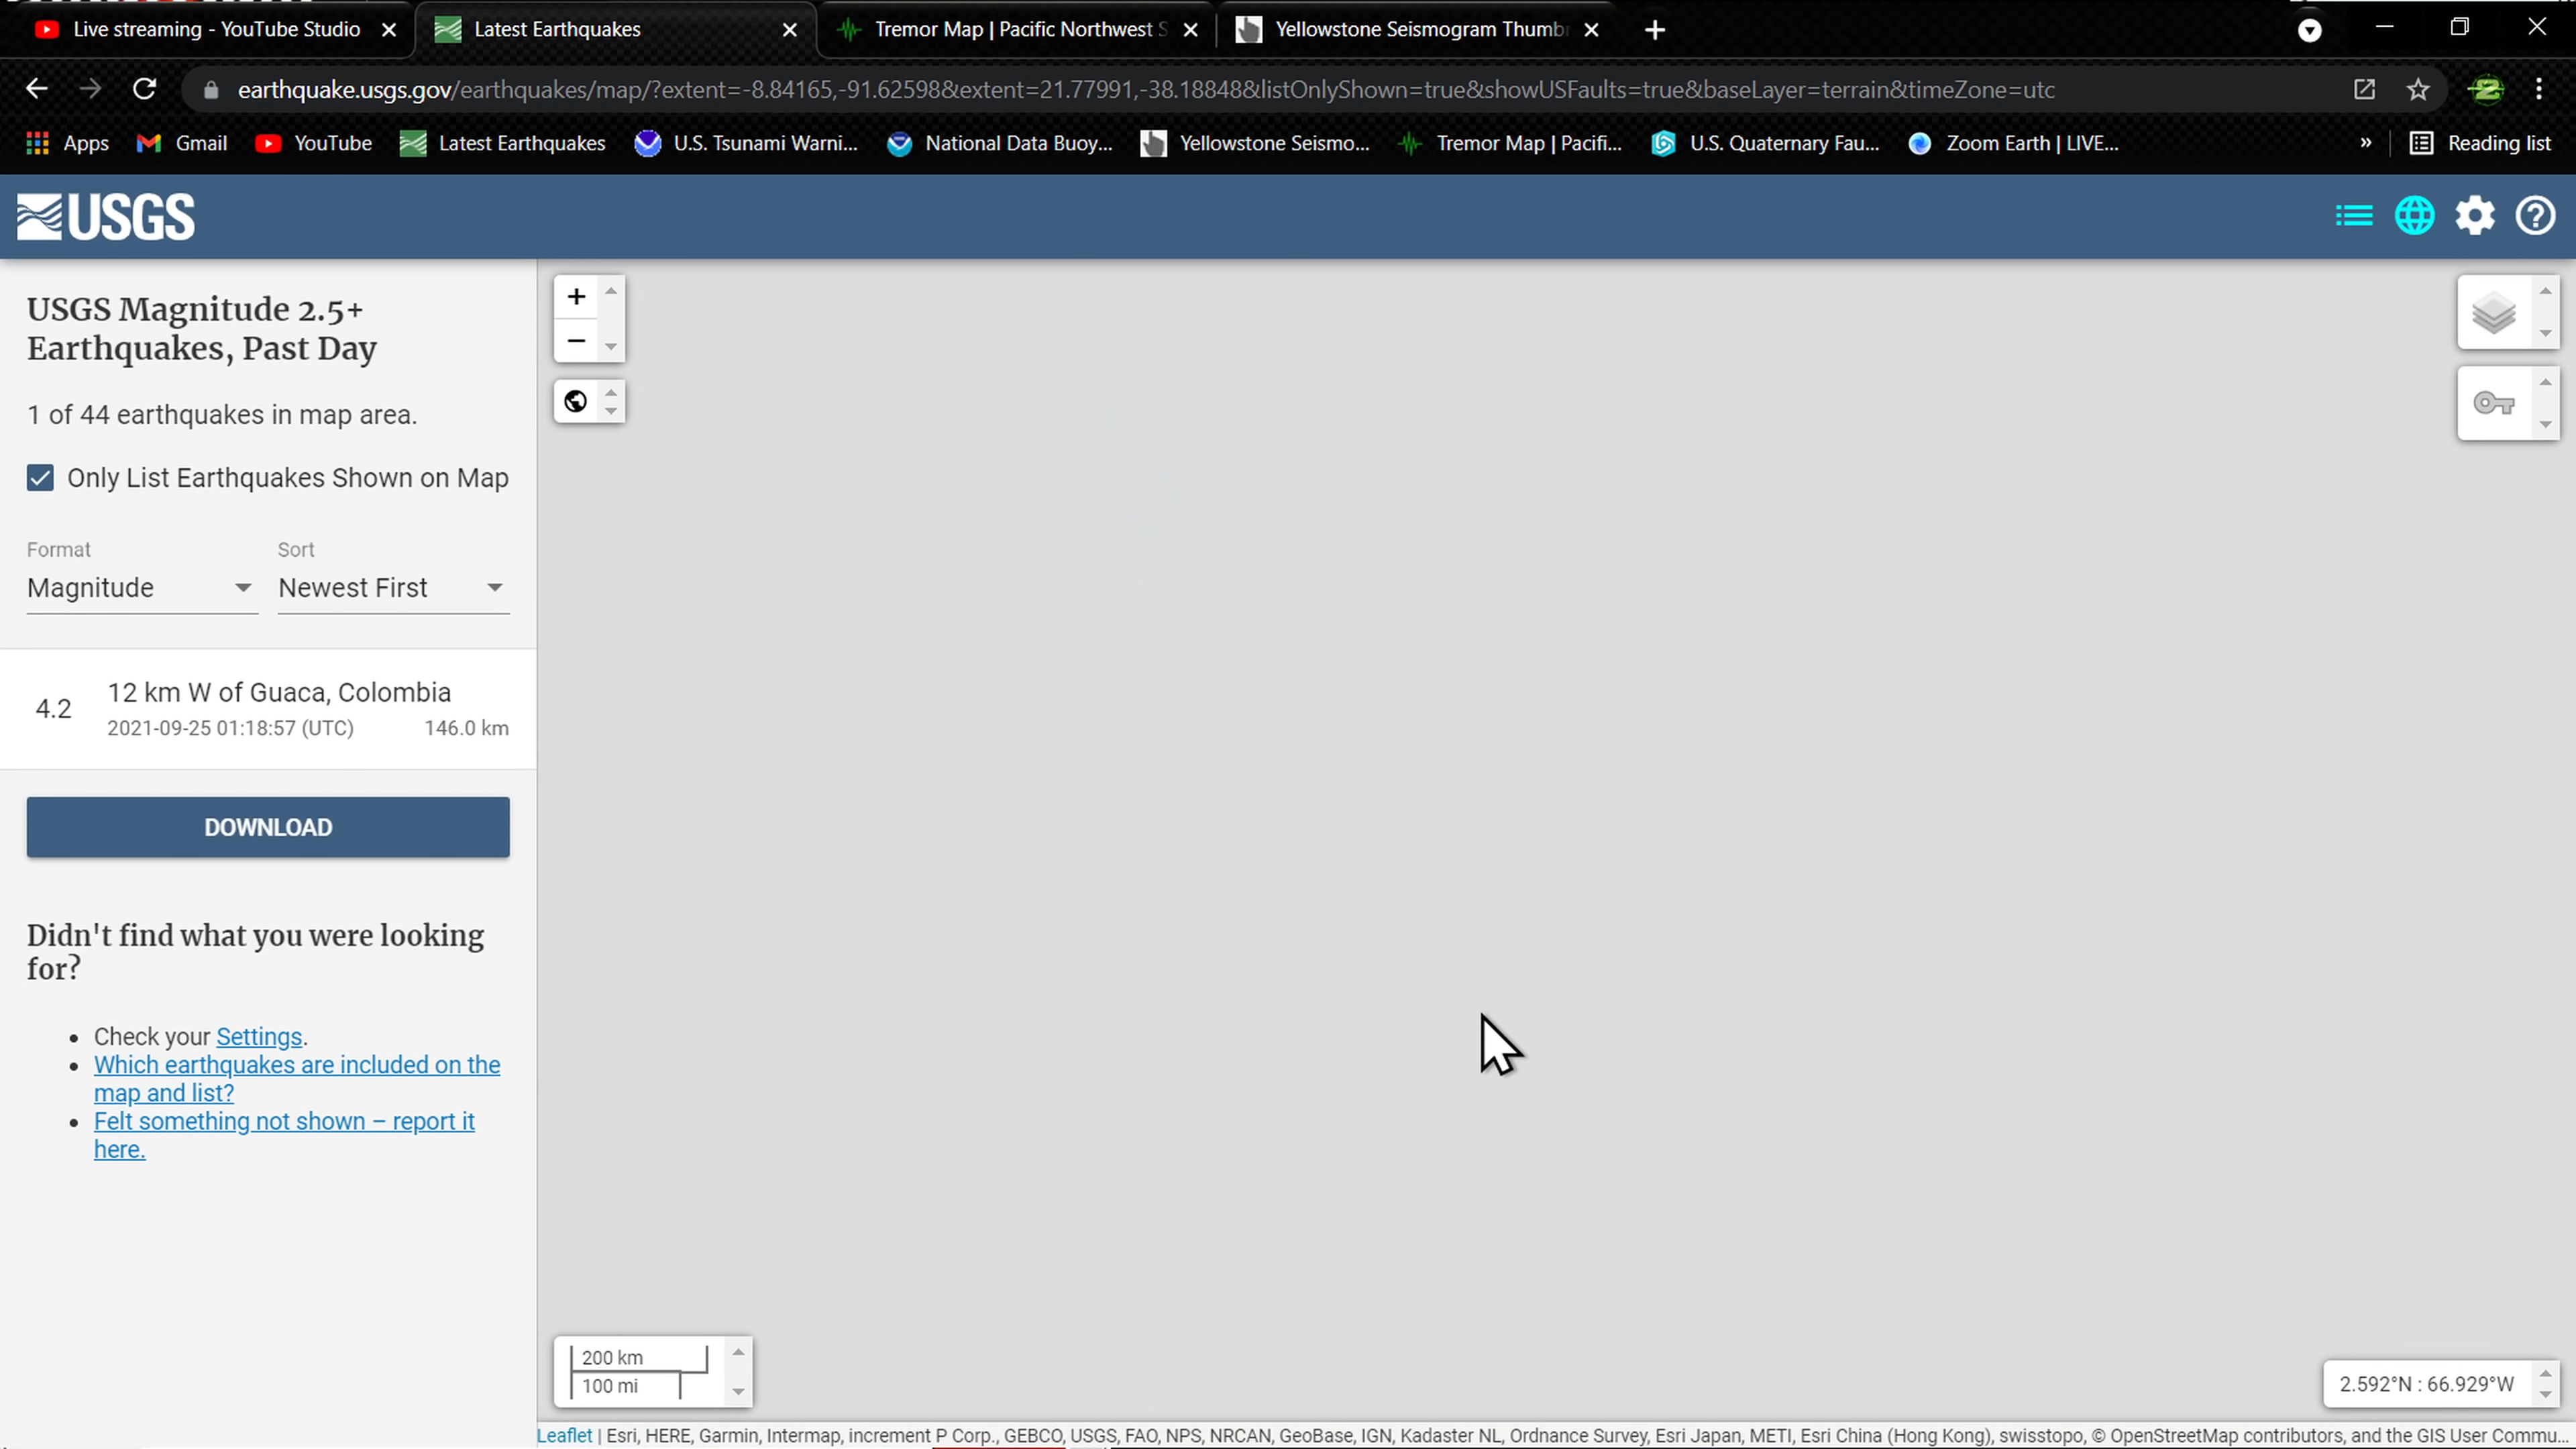 Live streaming - YouTube Studio
Latest Earthquakes
Tremor Map | Pacific Northwest S
Yellowstone Seismogram Thumb
earthquake.usgs.gov/earthquakes/map/?extent=-8.84165,-91.62598&extent=21.77991,-38.18848&listOnlyShown=true&showUSFaults=true&baseLayer=terrain&timeZone=utc
Apps Gmail YouTube Latest Earthquakes U.S. Tsunami Warni... National Data Buoy... Yellowstone Seismo... Tremor Map | Pacifi... U.S. Quaternary Fau... Zoom Earth | LIVE... » Reading list
USGS
USGS Magnitude 2.5+
Earthquakes, Past Day
1 of 44 earthquakes in map area.
Only List Earthquakes Shown on Map
Format Sort
Magnitude Newest First
4.2
12 km W of Guaca, Colombia
2021-09-25 01:18:57 (UTC) 146.0 km
DOWNLOAD
Didn't find what you were looking
for?
• Check your Settings.
• Which earthquakes are included on the
map and list?
• Felt something not shown – report it
here.
+
−
200 km
100 mi
2.592°N : 66.929°W
Leaflet | Esri, HERE, Garmin, Intermap, increment P Corp., GEBCO, USGS, FAO, NPS, NRCAN, GeoBase, IGN, Kadaster NL, Ordnance Survey, Esri Japan, METI, Esri China (Hong Kong), swisstopo, © OpenStreetMap contributors, and the GIS User Commu...